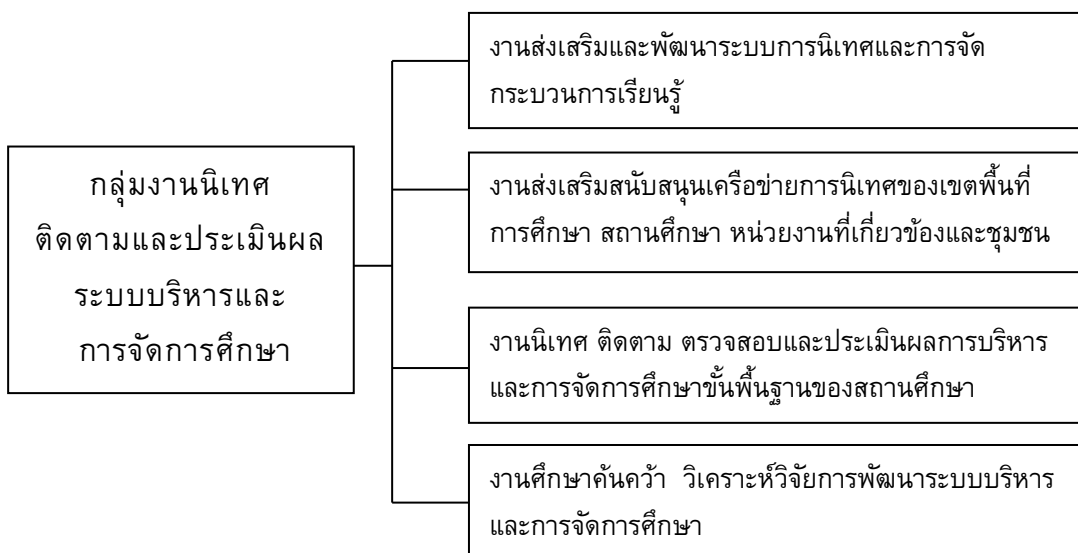 กลุ่มงานนิเทศ
ติดตามและประเมินผล
ระบบบริหารและ
การจัดการศึกษา
งานส่งเสริมและพัฒนาระบบการนิเทศและการจัด
กระบวนการเรียนรู้
งานส่งเสริมสนับสนุนเครือข่ายการนิเทศของเขตพื้นที่
การศึกษา สถานศึกษา หน่วยงานที่เกี่ยวข้องและชุมชน
งานนิเทศ ติดตาม ตรวจสอบและประเมินผลการบริหาร
และการจัดการศึกษาขั้นพื้นฐานของสถานศึกษา
งานศึกษาค้นคว้า วิเคราะห์วิจัยการพัฒนาระบบบริหาร
และการจัดการศึกษา